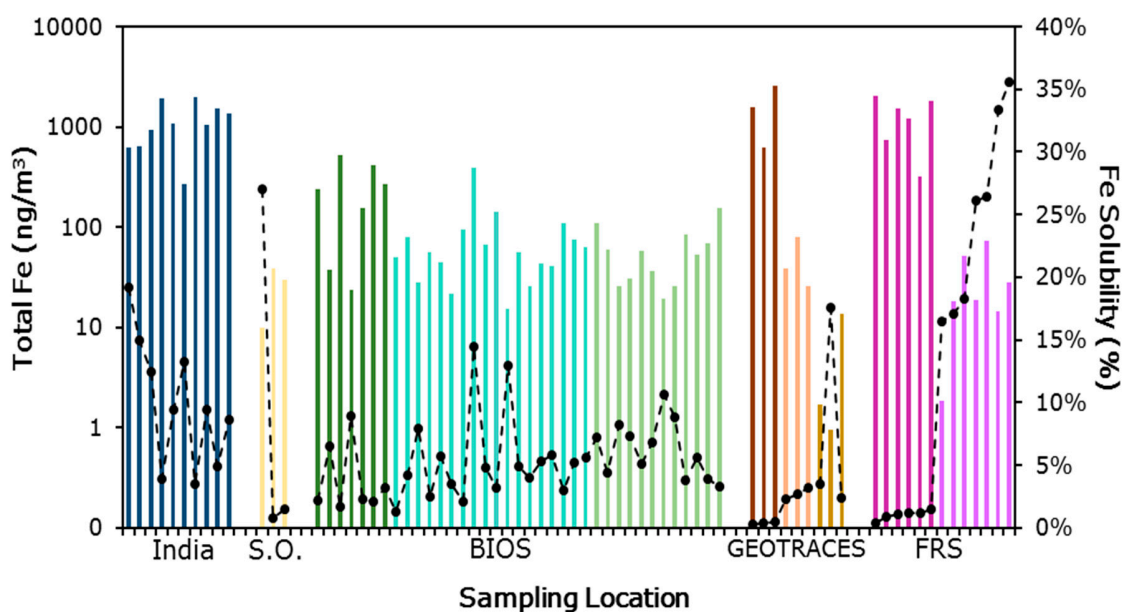 Total Fe (ng/m³)
10000
1000
100
10
1
0
40%
35%
30%
25%
20%
15%
10%
5%
0%
Fe Solubility (%)
India
S.O.
BIOS
GEOTRACES
FRS
Sampling Location